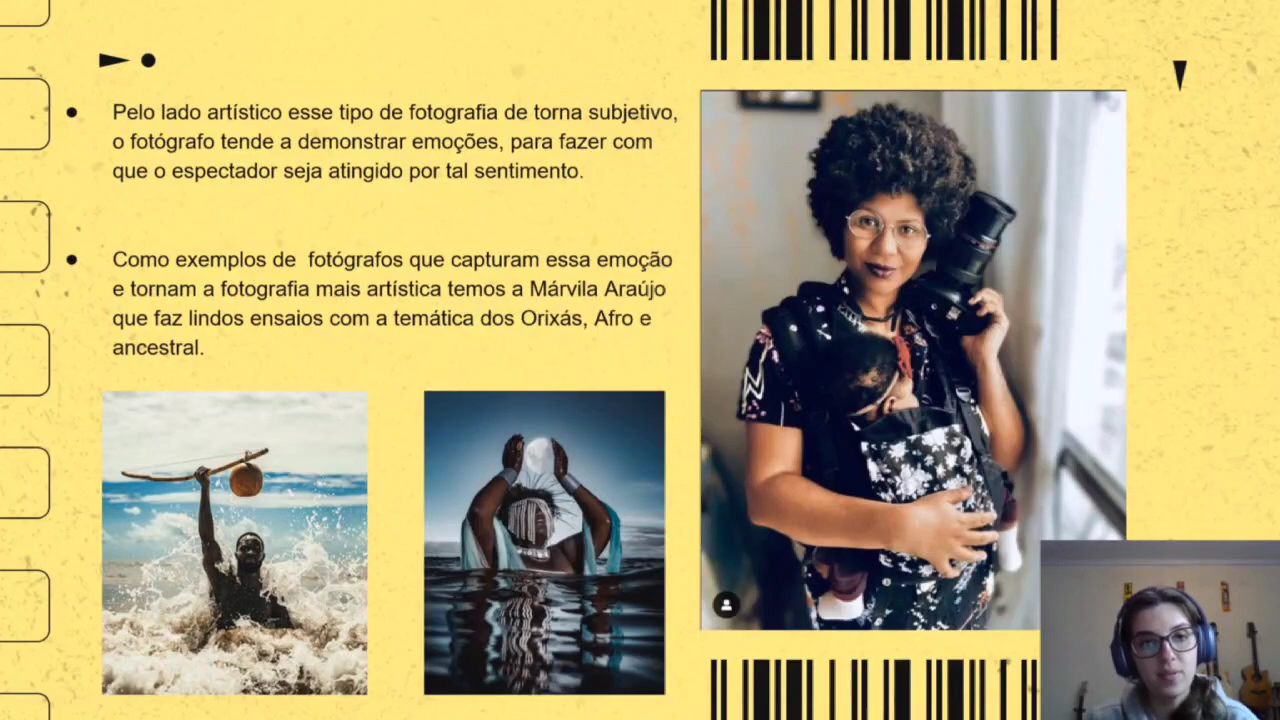 Pelo lado artístico esse tipo de fotografia de torna subjetivo,
o fotógrafo tende a demonstrar emoções, para fazer com
que o espectador seja atingido por tal sentimento.
Como exemplos de  fotógrafos que capturam essa emoção
e tornam a fotografia mais artística temos a Márvila Araújo
que faz lindos ensaios com a temática dos Orixás, Afro e
ancestral.